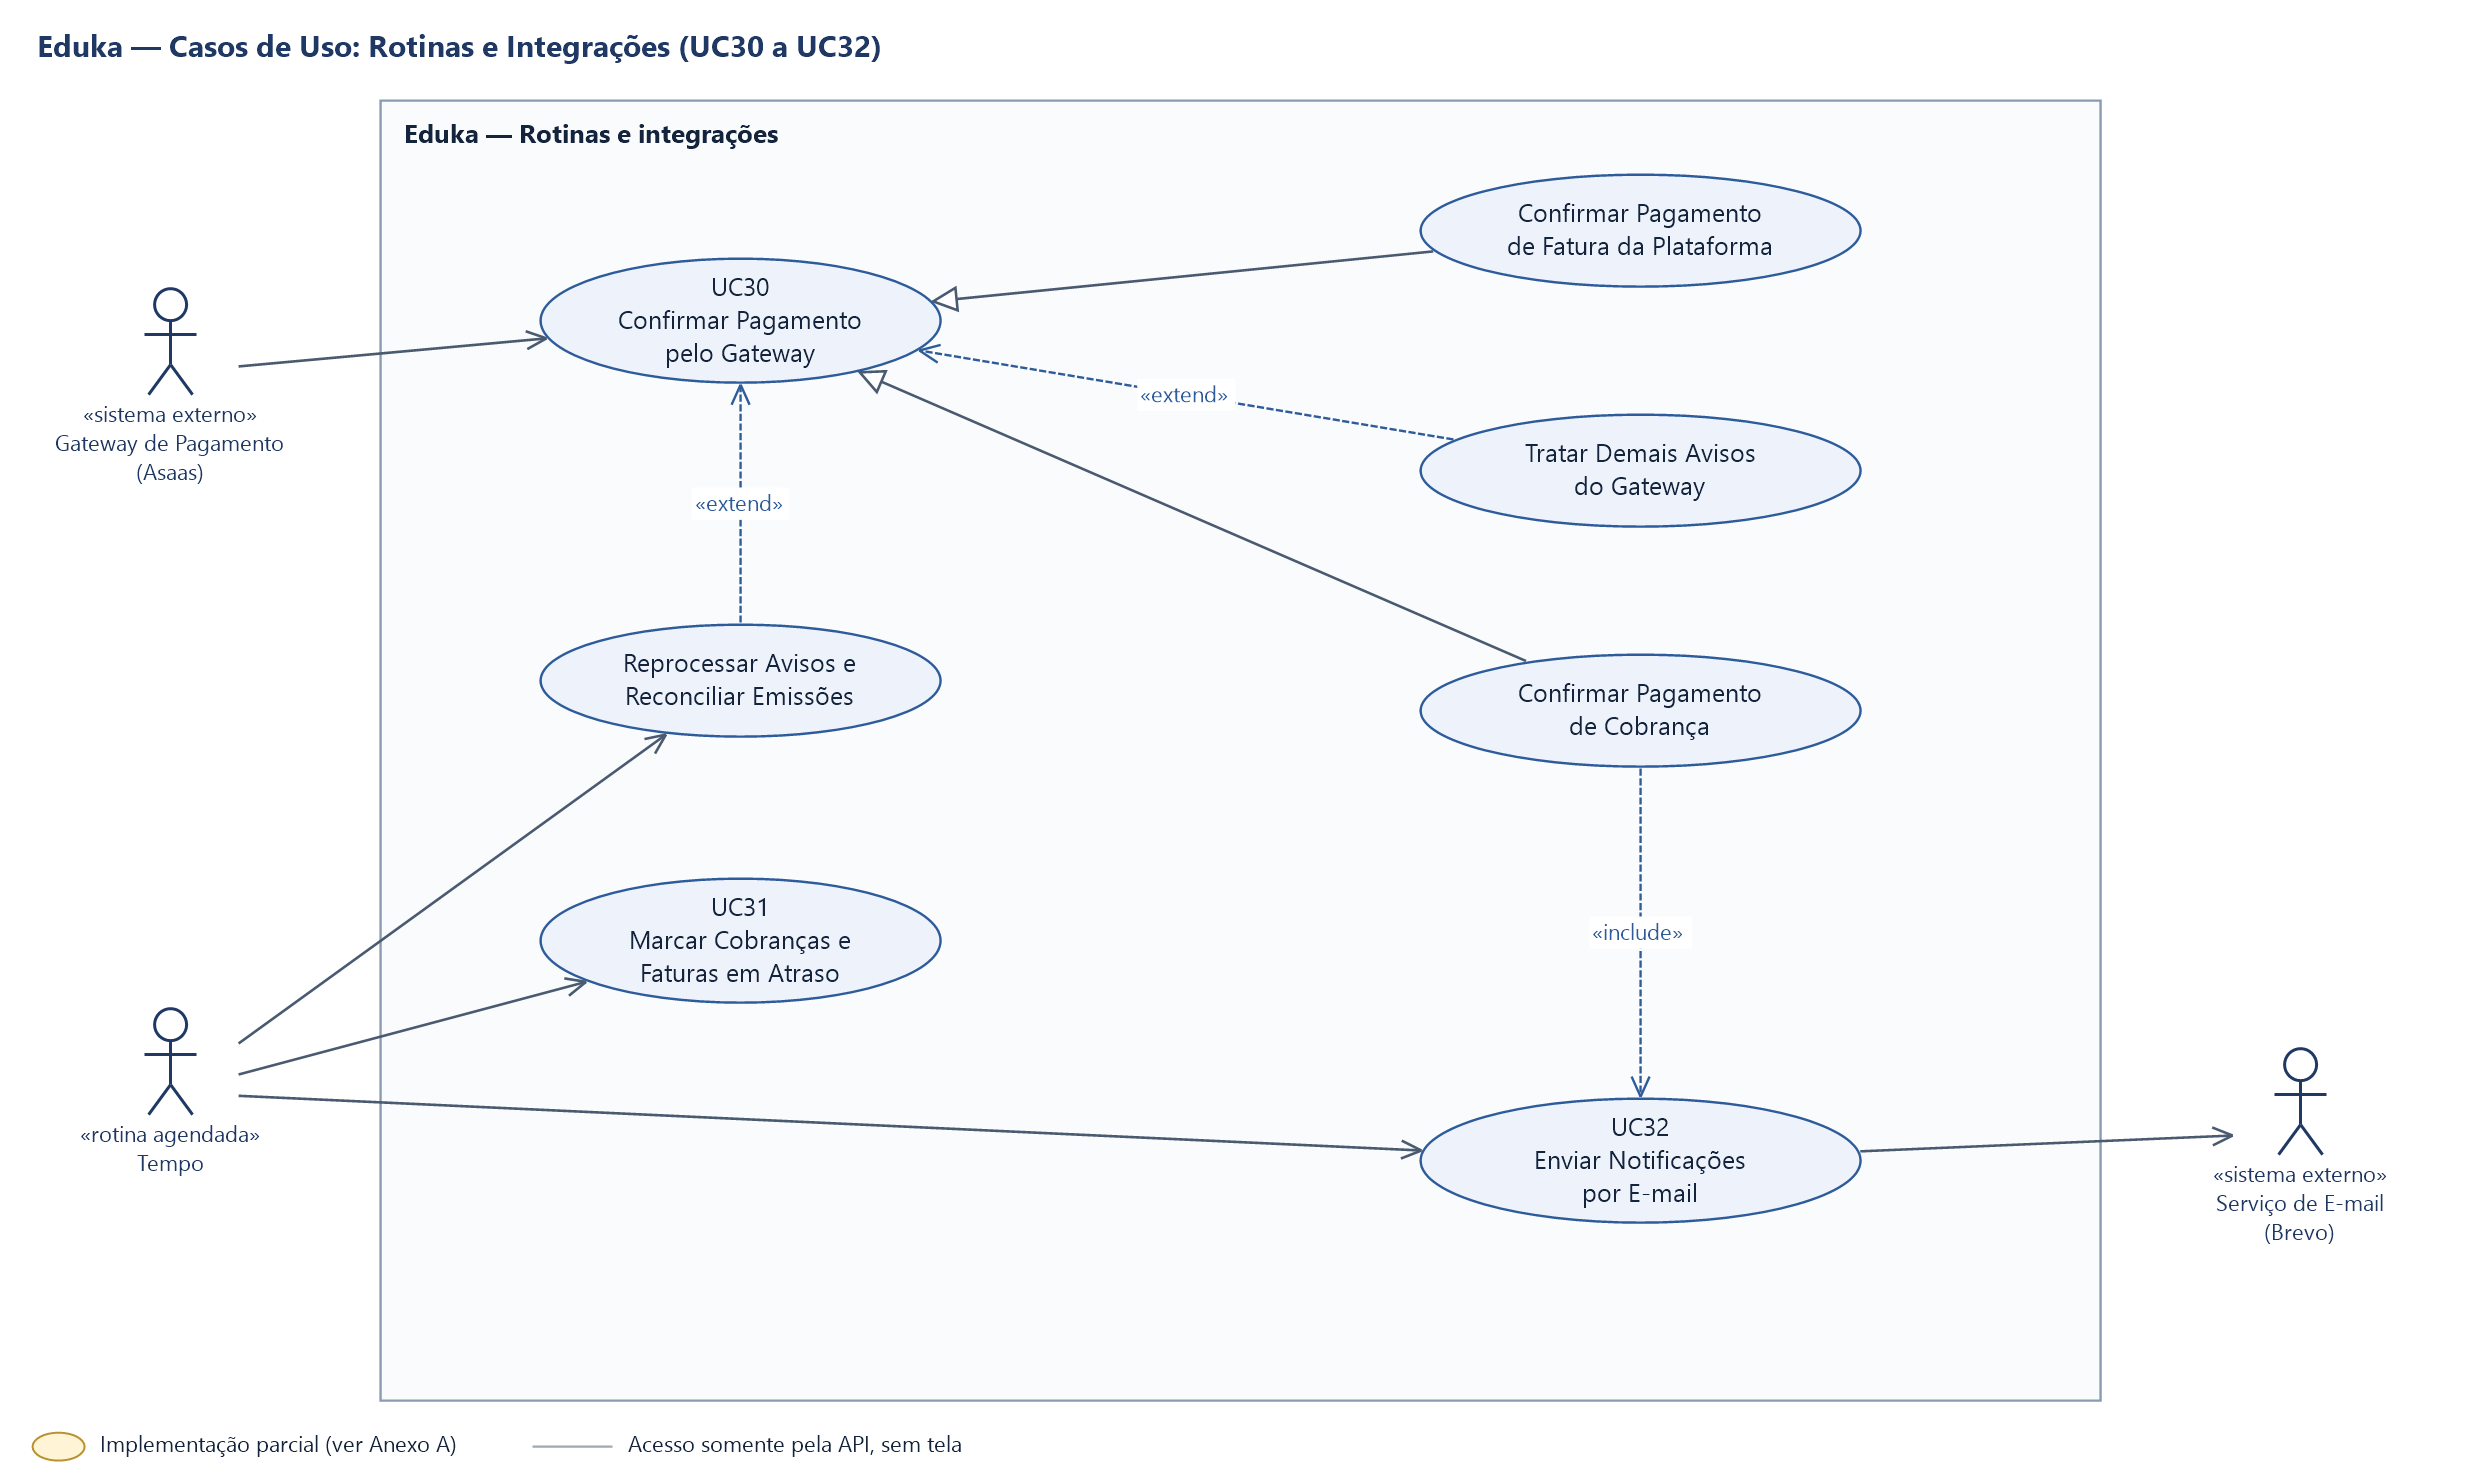 Eduka — Casos de Uso: Rotinas e Integrações (UC30 a UC32)
Eduka — Rotinas e integrações
Confirmar Pagamento
de Fatura da Plataforma
UC30
Confirmar Pagamento
pelo Gateway
«sistema externo»
Gateway de Pagamento
(Asaas)
«extend»
Tratar Demais Avisos
do Gateway
«extend»
Reprocessar Avisos e
Reconciliar Emissões
Confirmar Pagamento
de Cobrança
UC31
Marcar Cobranças e
Faturas em Atraso
«include»
«rotina agendada»
Tempo
UC32
Enviar Notificações
por E-mail
«sistema externo»
Serviço de E-mail
(Brevo)
Implementação parcial (ver Anexo A)
Acesso somente pela API, sem tela